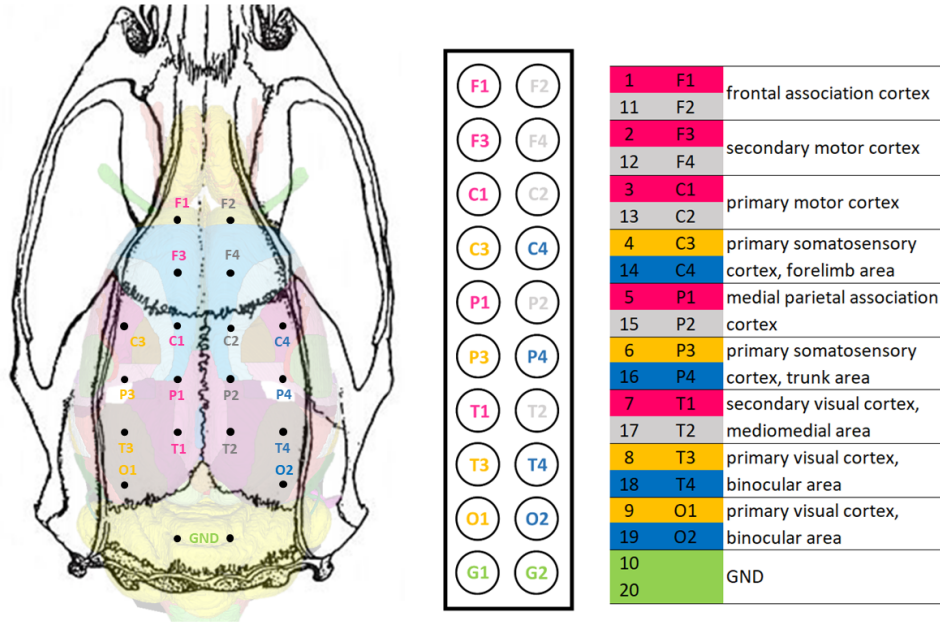 F1 F2
F3 F4
C3 C1 C2 C4
P3 P1 P2 P4
T3 T1 T2 T4
O1 O2
GND
F1 F2
F3 F4
C1 C2
C3 C4
P1 P2
P3 P4
T1 T2
T3 T4
O1 O2
G1 G2
1 F1
frontal association cortex
11 F2
2 F3
secondary motor cortex
12 F4
3 C1
primary motor cortex
13 C2
4 C3 primary somatosensory
14 C4 cortex, forelimb area
5 P1 medial parietal association
15 P2 cortex
6 P3 primary somatosensory
16 P4 cortex, trunk area
7 T1 secondary visual cortex,
17 T2 mediomedial area
8 T3 primary visual cortex,
18 T4 binocular area
9 O1 primary visual cortex,
19 O2 binocular area
10
GND
20